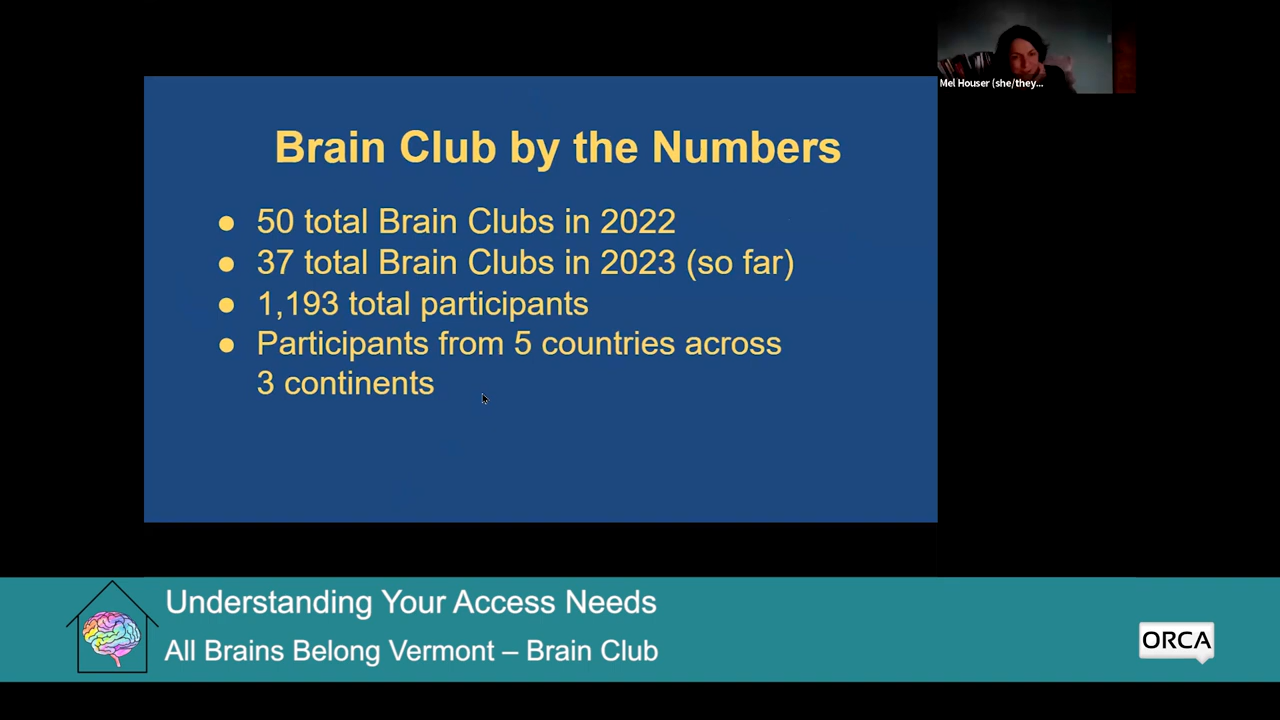 Mel Houser (she/they...
Brain Club by the Numbers
● 50 total Brain Clubs in 2022
● 37 total Brain Clubs in 2023 (so far)
● 1,193 total participants
● Participants from 5 countries across
3 continents
Understanding Your Access Needs
All Brains Belong Vermont – Brain Club
ORCA